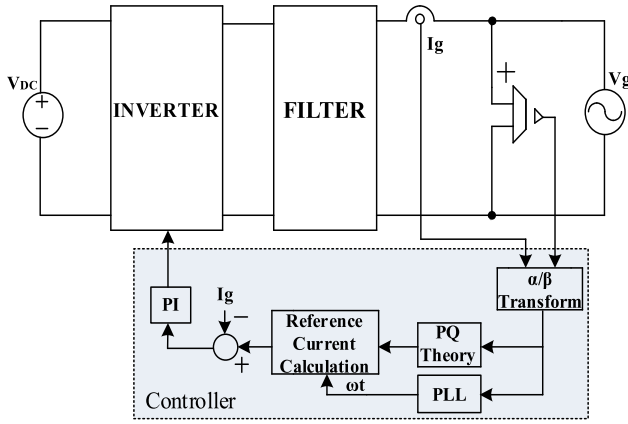 Ig
VDC
+
−
INVERTER
FILTER
+
Vg
α/β
Transform
PI
Ig
−
+
Reference
Current
Calculation
PQ
Theory
ωt
PLL
Controller